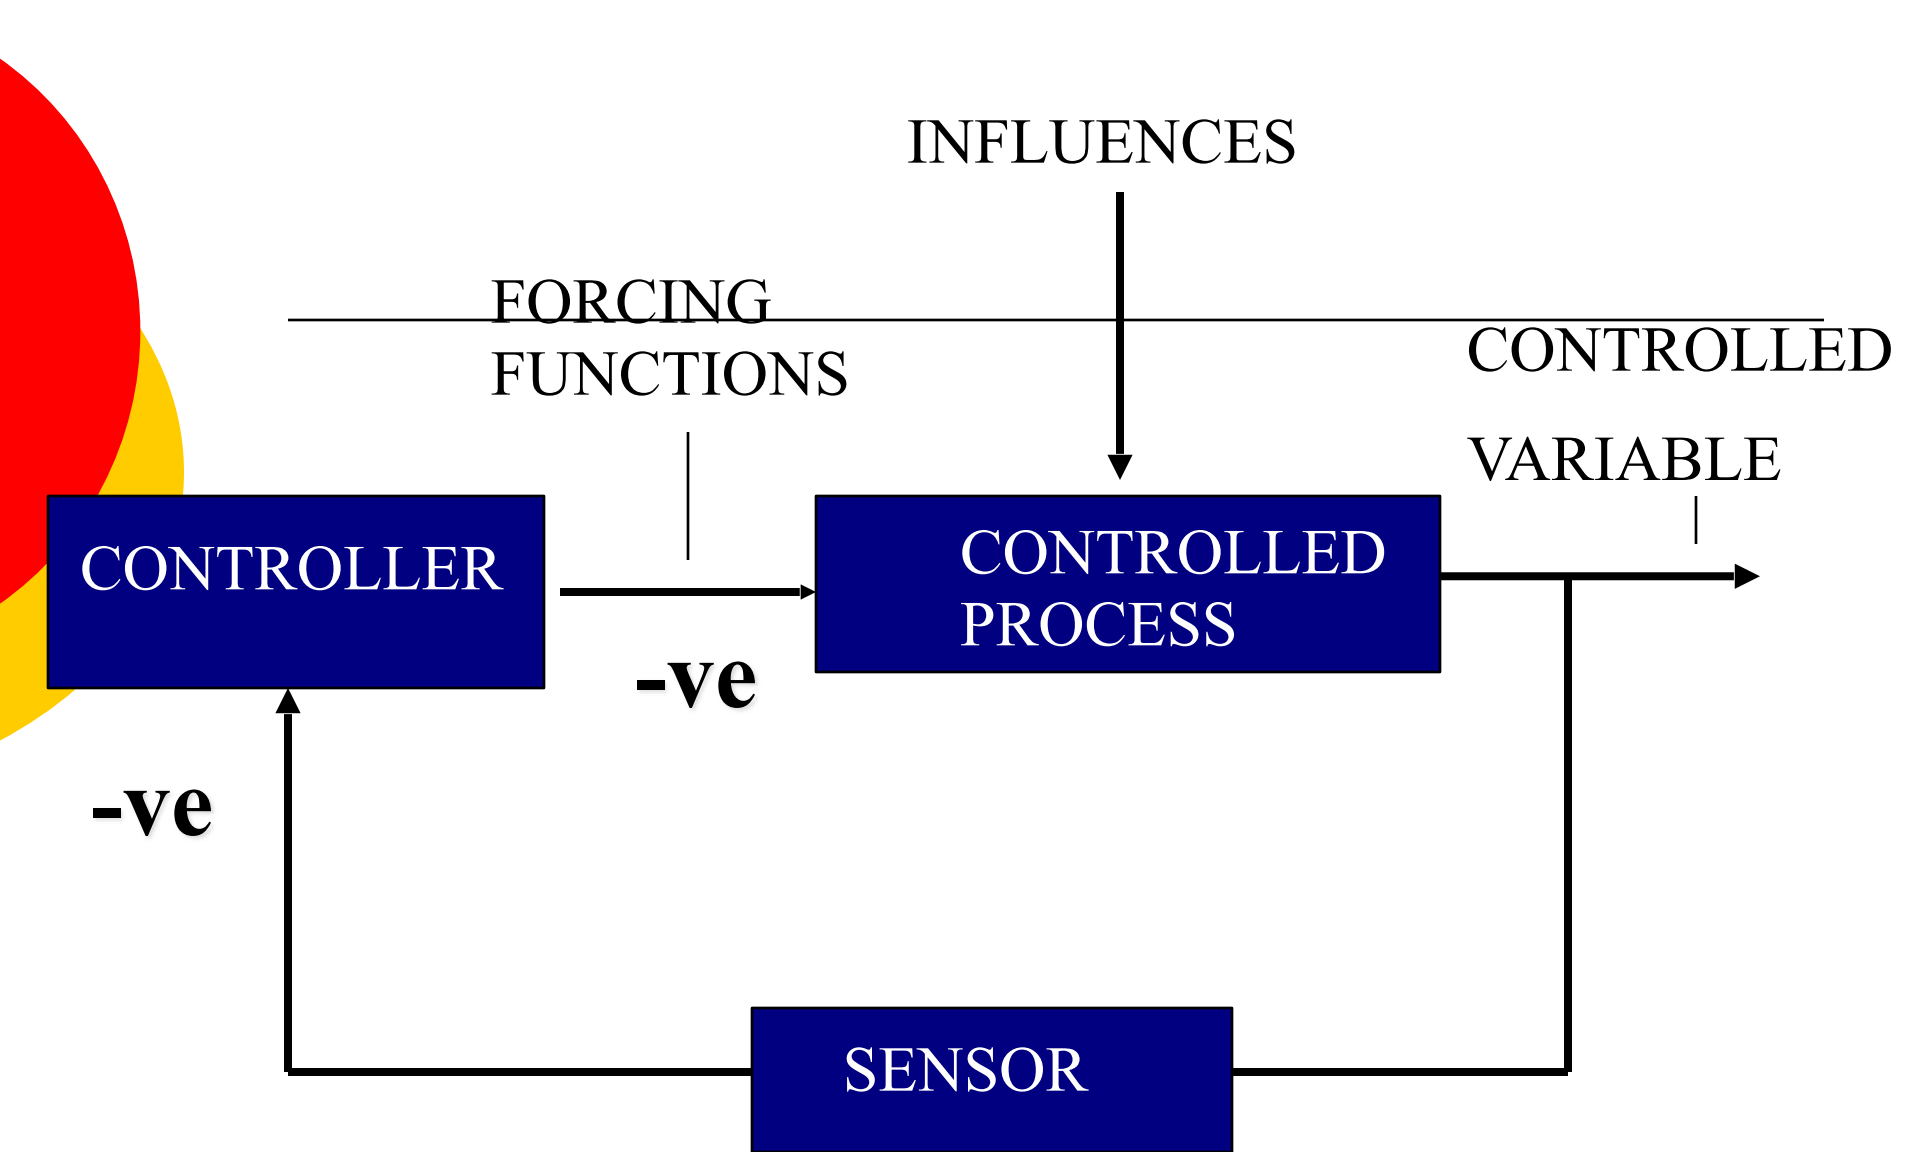 INFLUENCES
FORCING
FUNCTIONS
CONTROLLED
VARIABLE
CONTROLLER
CONTROLLED
PROCESS
-ve
-ve
SENSOR